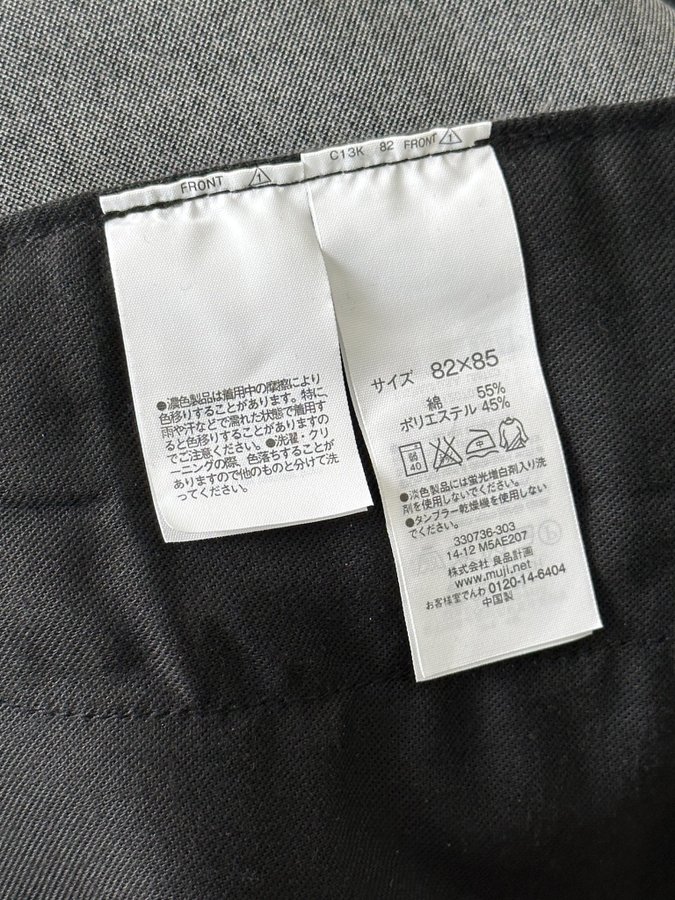 FRONT 1
●濃色製品は着用中の摩擦により
色移りすることがあります。特に、
雨や汗などで濡れた状態で着用す
ると色移りすることがあります
のでご注意ください。●洗濯・クリ
ーニングの際、色落ちすることが
ありますので他のものと分けて洗
ってください。
C13K 82 FRONT 1
サイズ 82×85
綿 55%
ポリエステル 45%
弱
40
●淡色製品には蛍光増白剤入り洗
剤を使用しないでください。
●タンブラー乾燥機を使用しない
でください。
330736-303
14-12 M5AE207
株式会社 良品計画
www.muji.net
お客様室でんわ 0120-14-6404
中国製